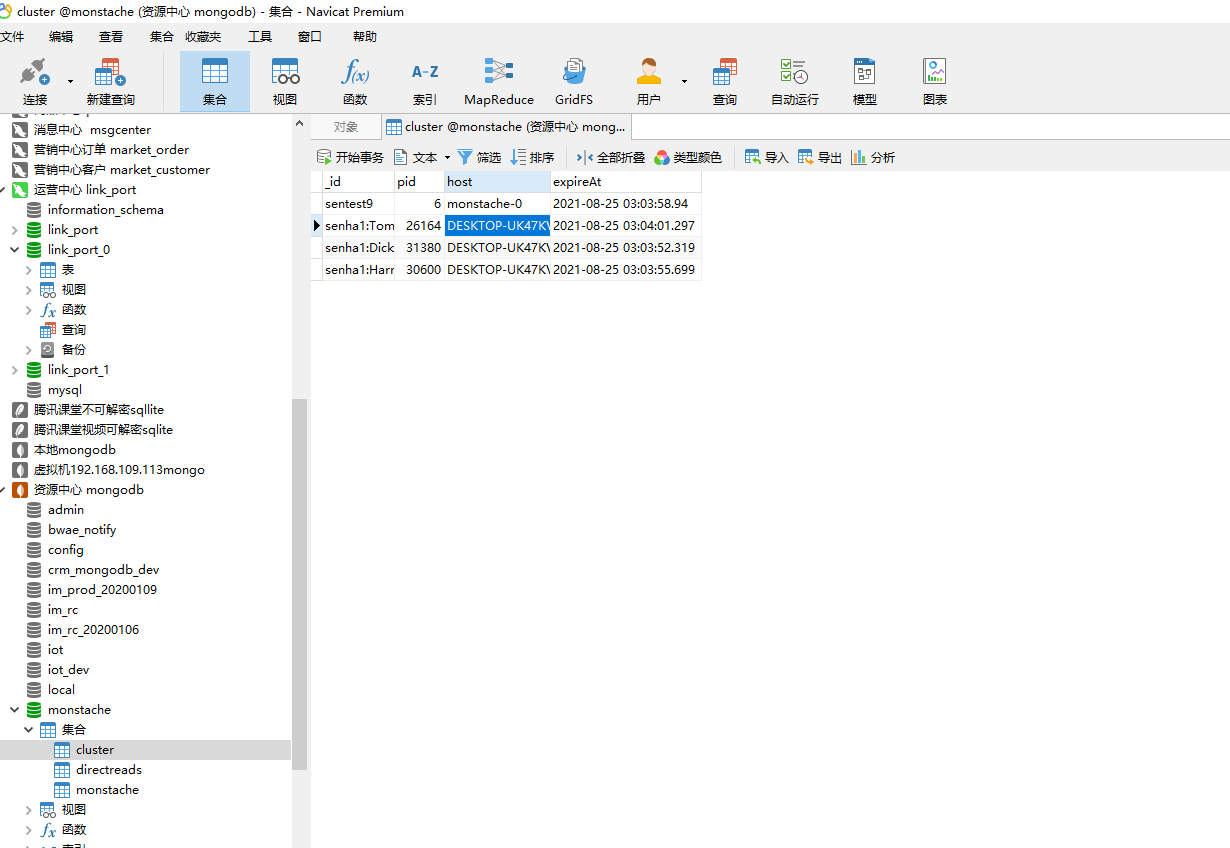 cluster @monstache (资源中心 mongodb) - 集合 - Navicat Premium
文件 编辑 查看 集合 收藏夹 工具 窗口 帮助
连接 新建查询 集合 视图 函数 索引 MapReduce GridFS 用户 查询 自动运行 模型 图表
f(x) A-Z
对象 cluster @monstache (资源中心 mong...
开始事务 文本 筛选 排序 全部折叠 类型颜色 导入 导出 分析
_id pid host expireAt
sentest9 6 monstache-0 2021-08-25 03:03:58.94
senha1:Tom 26164 DESKTOP-UK47K 2021-08-25 03:04:01.297
senha1:Dick 31380 DESKTOP-UK47K 2021-08-25 03:03:52.319
senha1:Harr 30600 DESKTOP-UK47K 2021-08-25 03:03:55.699
消息中心 msgcenter
营销中心订单 market_order
营销中心客户 market_customer
运营中心 link_port
information_schema
link_port
link_port_0
表
视图
fx 函数
查询
备份
link_port_1
mysql
腾讯课堂不可解密sqllite
腾讯课堂视频可解密sqlite
本地mongodb
虚拟机192.168.109.113mongo
资源中心 mongodb
admin
bwae_notify
config
crm_mongodb_dev
im_prod_20200109
im_rc
im_rc_20200106
iot
iot_dev
local
monstache
集合
cluster
directreads
monstache
视图
fx 函数